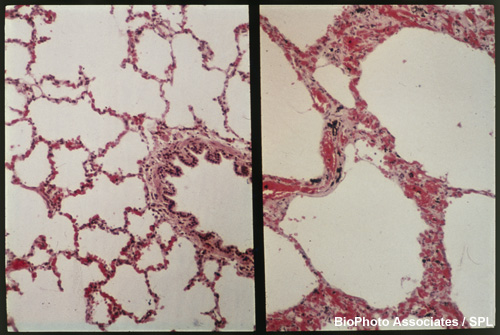 BioPhoto Associates / SPL